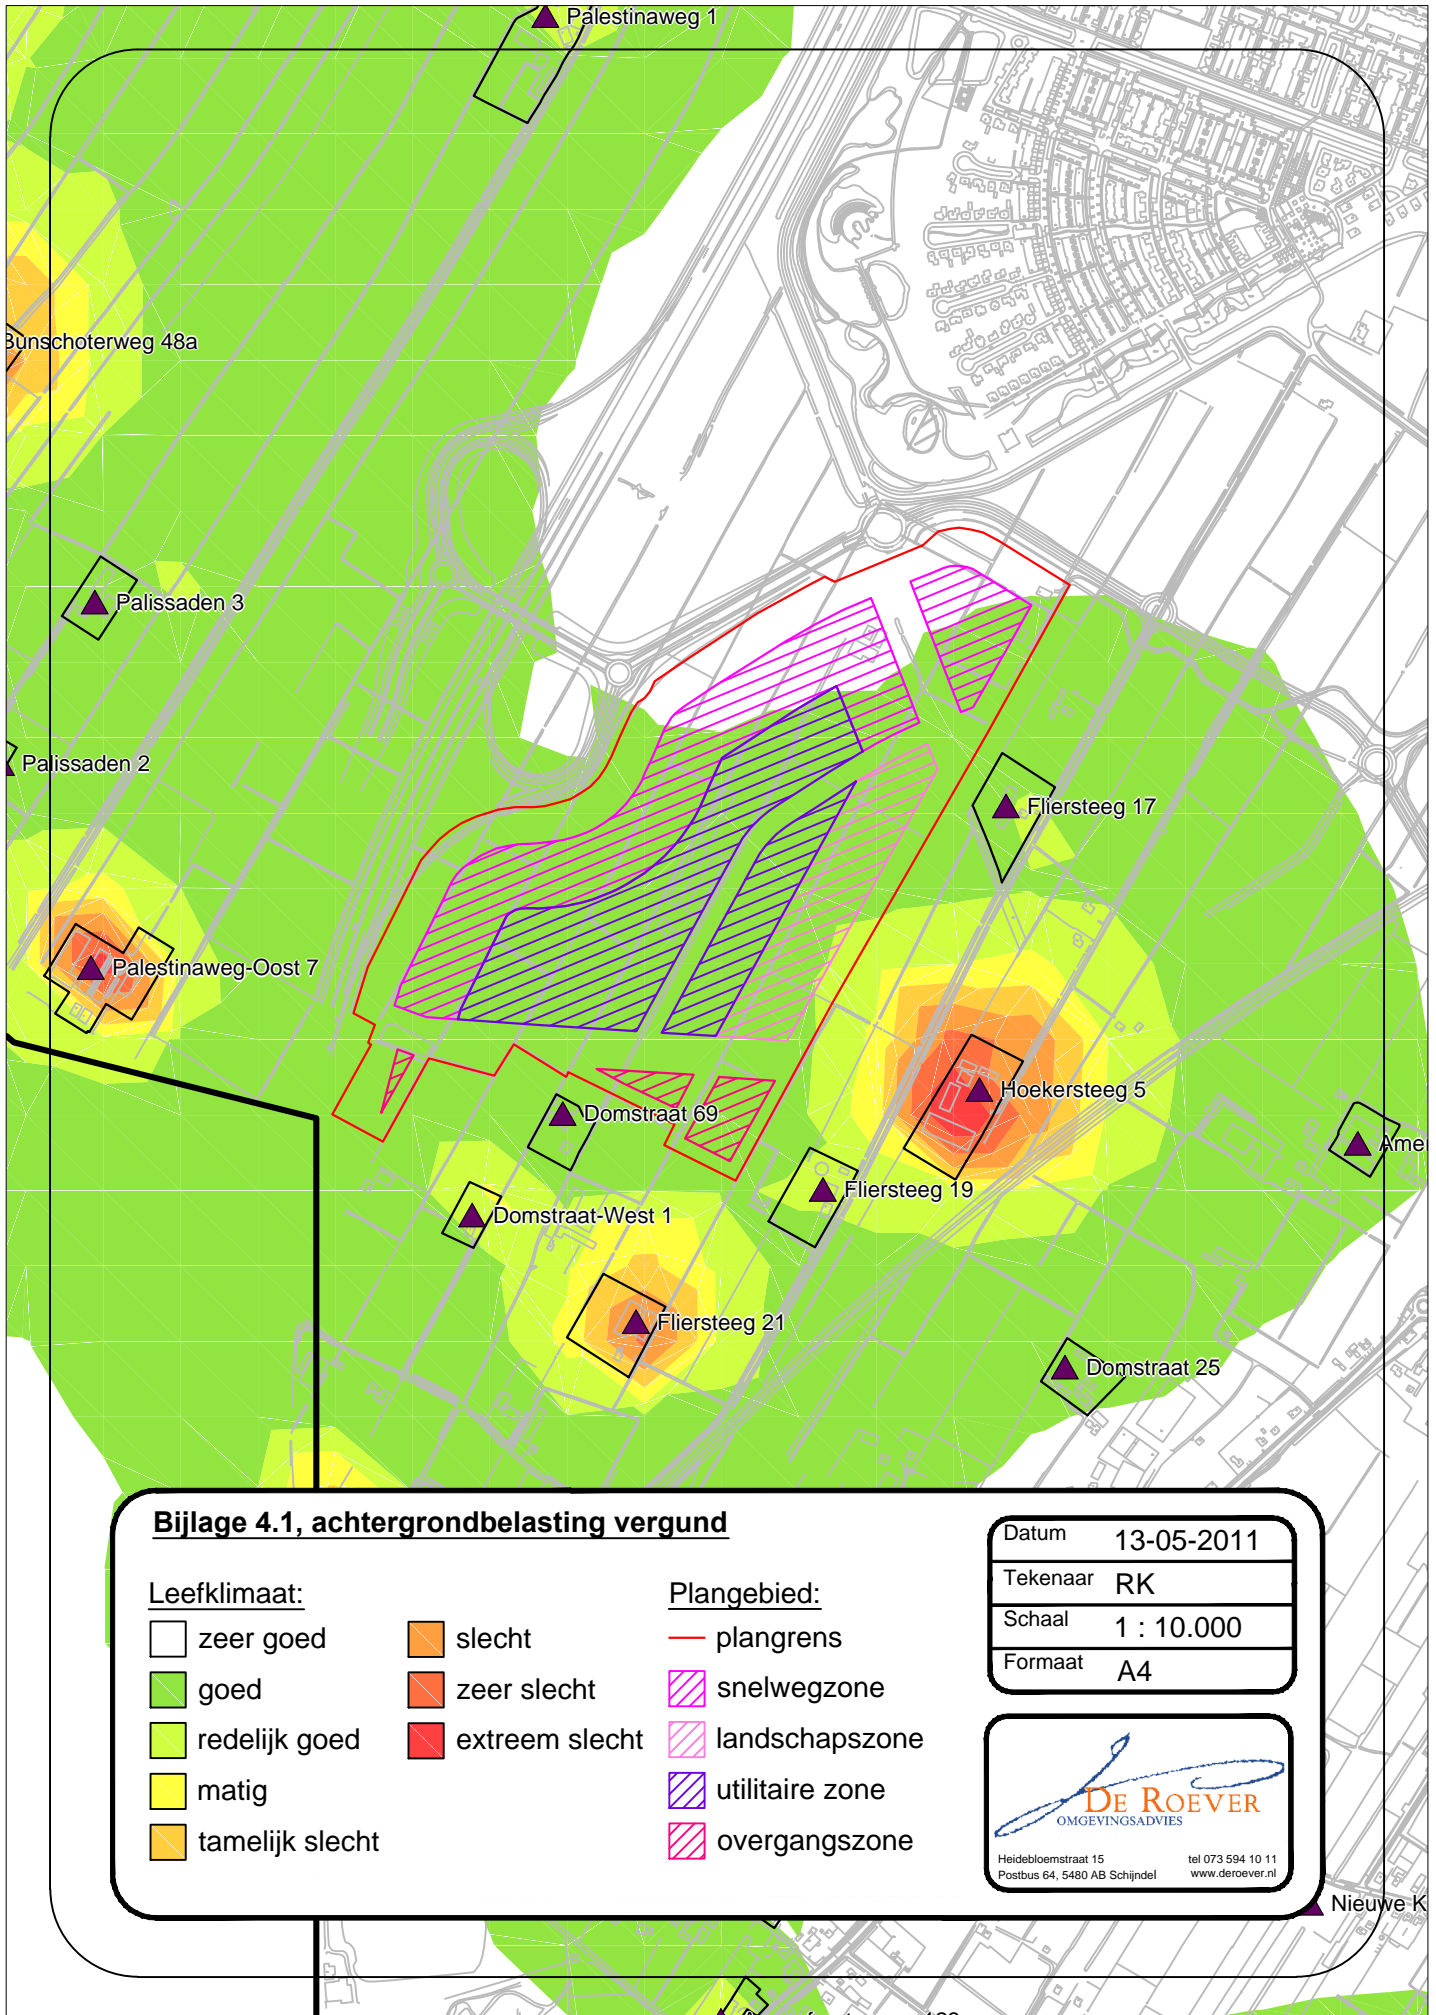 Palestinaweg 1
Bunschoterweg 48a
Palissaden 3
Palissaden 2
Fliersteeg 17
Palestinaweg-Oost 7
Hoekersteeg 5
Domstraat 69
Ame
Fliersteeg 19
Domstraat-West 1
Fliersteeg 21
Domstraat 25
Bijlage 4.1, achtergrondbelasting vergund
Leefklimaat:
zeer goed
goed
redelijk goed
matig
tamelijk slecht
slecht
zeer slecht
extreem slecht
Plangebied:
plangrens
snelwegzone
landschapszone
utilitaire zone
overgangszone
Datum 13-05-2011
Tekenaar RK
Schaal 1 : 10.000
Formaat A4
DE ROEVER
OMGEVINGSADVIES
Heidebloemstraat 15 tel 073 594 10 11
Postbus 64, 5480 AB Schijndel www.deroever.nl
Nieuwe K